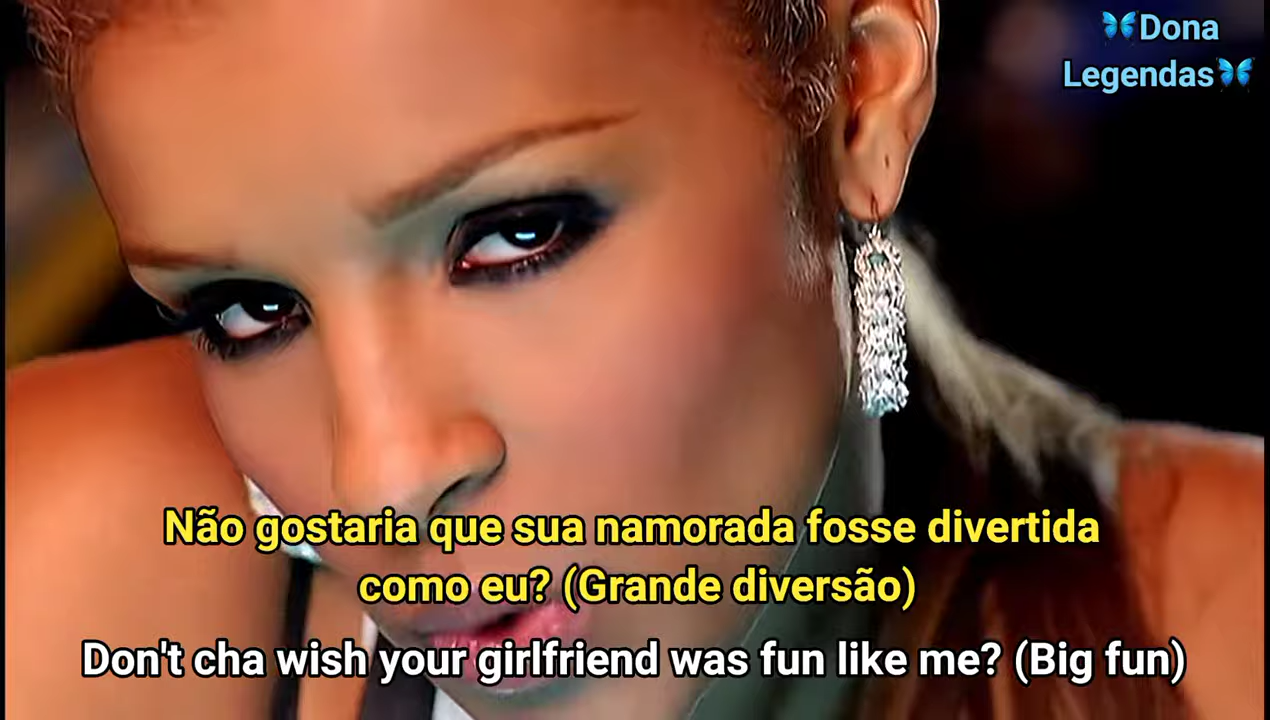 🦋Dona
Legendas🦋
Não gostaria que sua namorada fosse divertida
como eu? (Grande diversão)
Don't cha wish your girlfriend was fun like me? (Big fun)